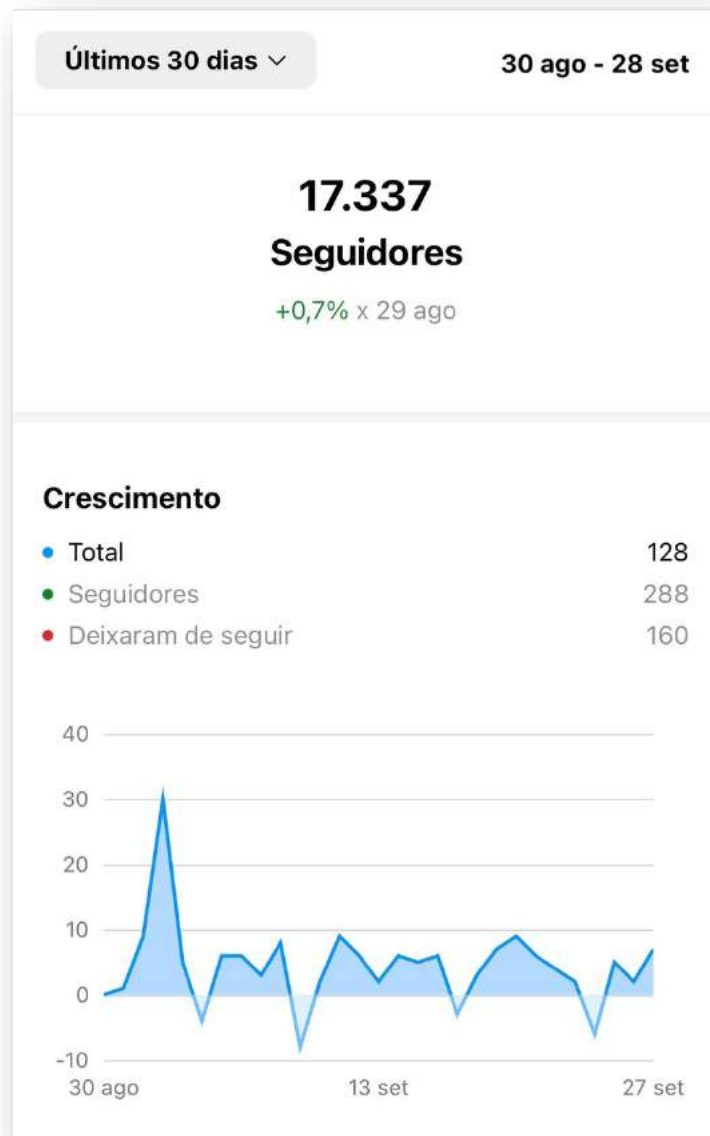 Últimos 30 dias
30 ago - 28 set
17.337
Seguidores
+0,7% x 29 ago
Crescimento
Total 128
Seguidores 288
Deixaram de seguir 160
40
30
20
10
0
-10
30 ago 13 set 27 set